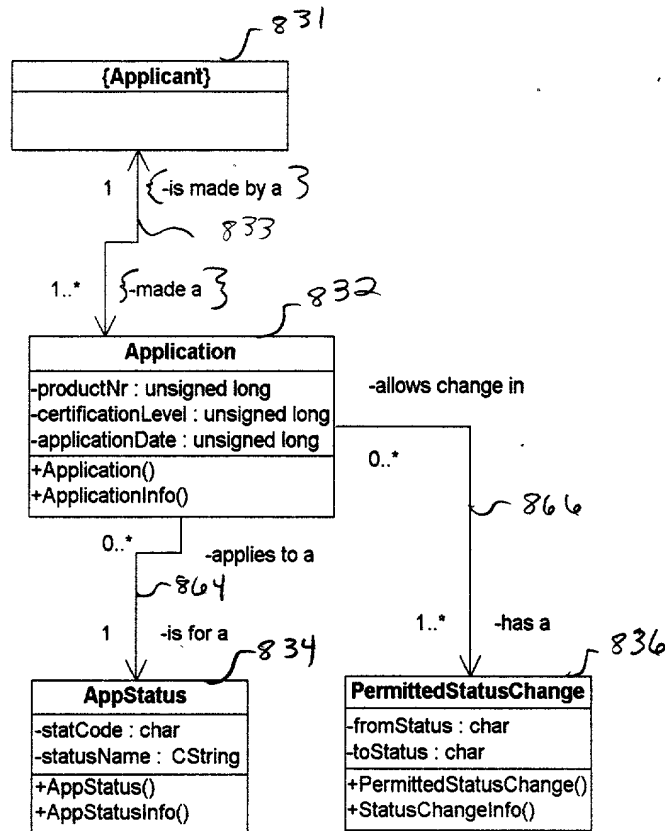 831
{Applicant}
1 {-is made by a}
833
1..* {-made a}
832
Application
-productNr : unsigned long
-certificationLevel : unsigned long
-applicationDate : unsigned long
+Application()
+ApplicationInfo()
-allows change in
0..*
866
0..* -applies to a
864
1 -is for a
1..* -has a
834
836
AppStatus
-statCode : char
-statusName : CString
+AppStatus()
+AppStatusInfo()
PermittedStatusChange
-fromStatus : char
-toStatus : char
+PermittedStatusChange()
+StatusChangeInfo()